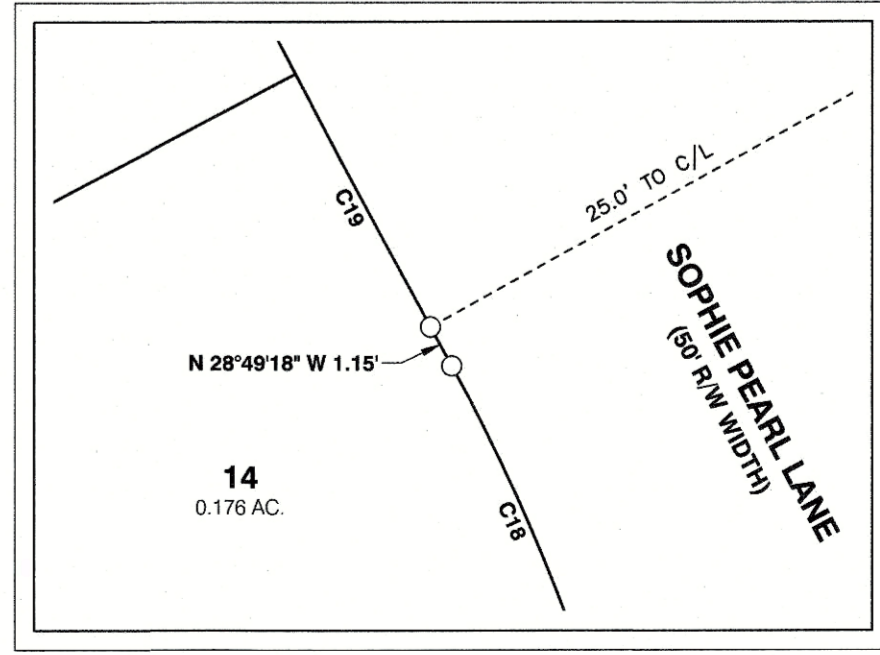 C19
25.0' TO C/L
SOPHIE PEARL LANE
(50' R/W WIDTH)
N 28°49'18" W 1.15'
14
0.176 AC.
C18